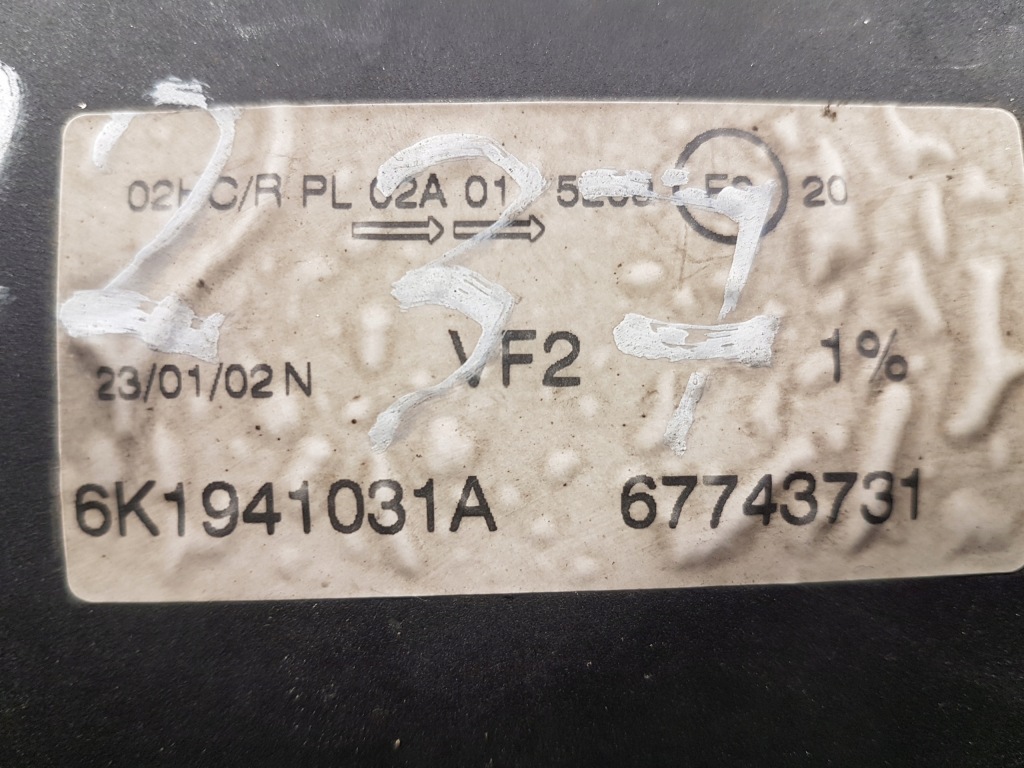 02HC/R PL 02A 01 20
237
VF2 1%
23/01/02 N
6K1941031A 67743731